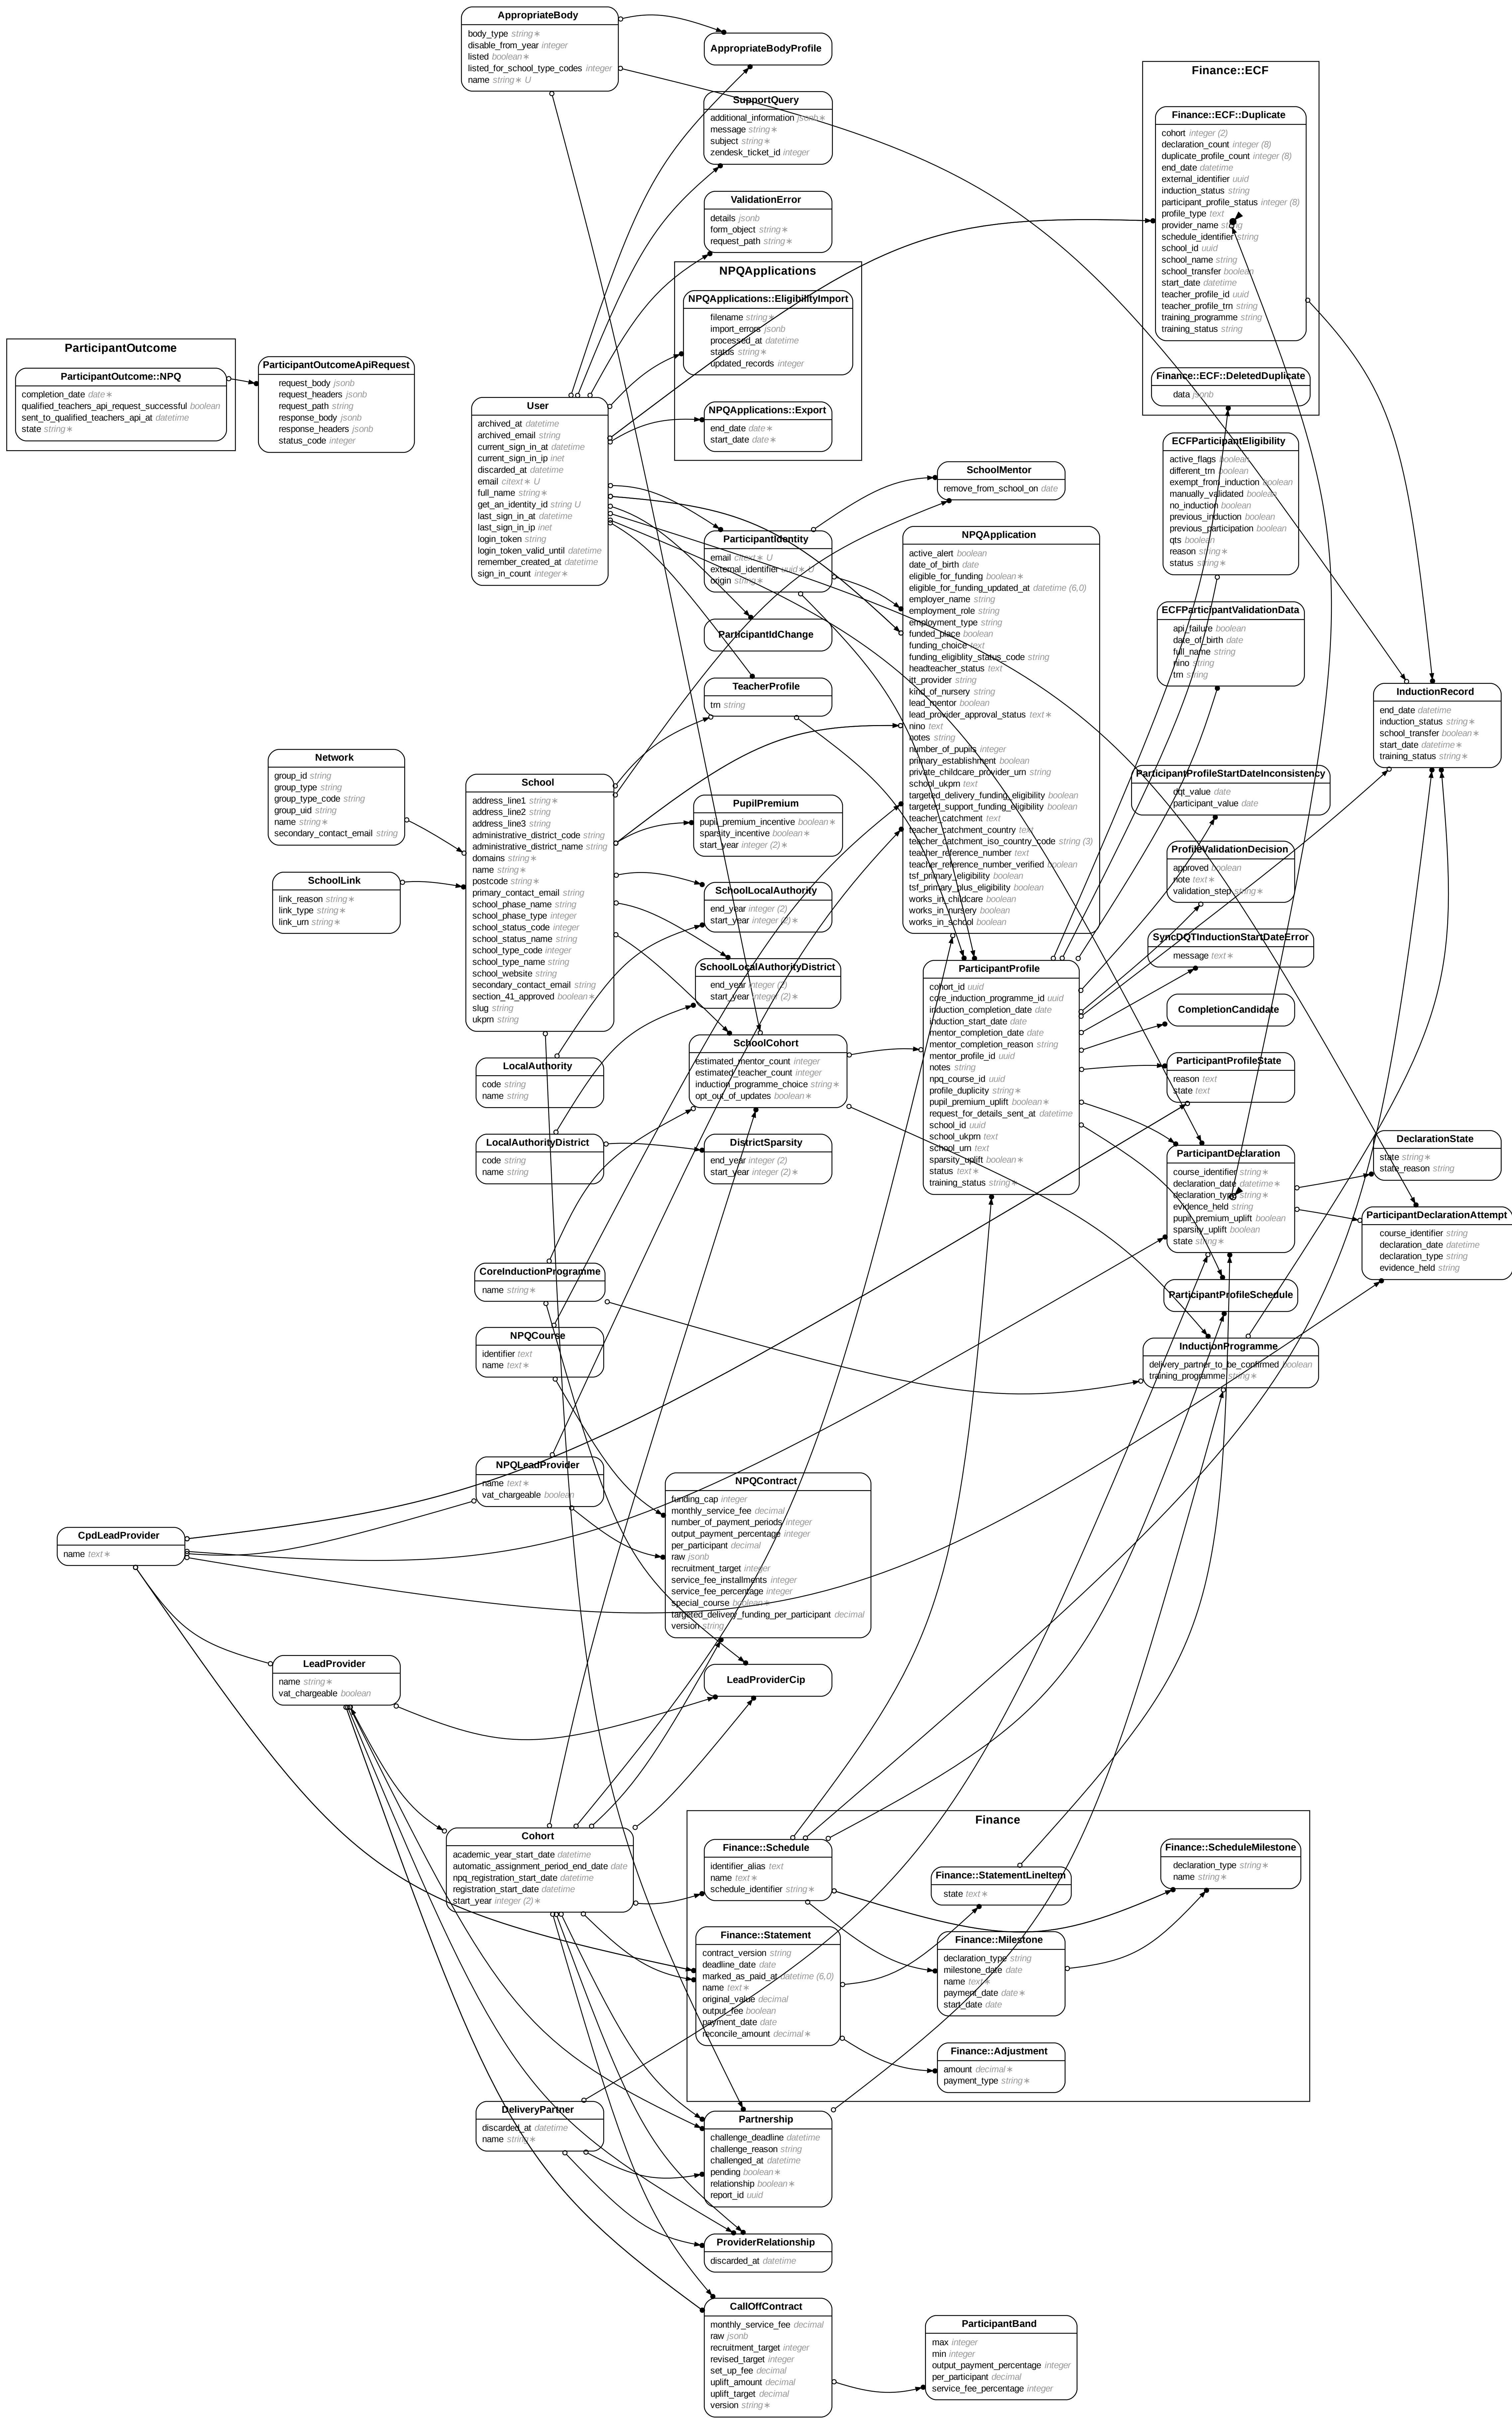 AppropriateBody
body_type string ∗
disable_from_year integer
listed boolean ∗
listed_for_school_type_codes integer
name string ∗ U
AppropriateBodyProfile
SupportQuery
additional_information jsonb ∗
message string ∗
subject string ∗
zendesk_ticket_id integer
ValidationError
details jsonb
form_object string ∗
request_path string ∗
NPQApplications
NPQApplications::EligibilityImport
filename string ∗
import_errors jsonb
processed_at datetime
status string ∗
updated_records integer
NPQApplications::Export
end_date date ∗
start_date date ∗
Finance::ECF
Finance::ECF::Duplicate
cohort integer (2)
declaration_count integer (8)
duplicate_profile_count integer (8)
end_date datetime
external_identifier uuid
induction_status string
participant_profile_status integer (8)
profile_type text
provider_name string
schedule_identifier string
school_id uuid
school_name string
school_transfer boolean
start_date datetime
teacher_profile_id uuid
teacher_profile_trn string
training_programme string
training_status string
Finance::ECF::DeletedDuplicate
data jsonb
ParticipantOutcome
ParticipantOutcome::NPQ
completion_date date ∗
qualified_teachers_api_request_successful boolean
sent_to_qualified_teachers_api_at datetime
state string ∗
ParticipantOutcomeApiRequest
request_body jsonb
request_headers jsonb
request_path string
response_body jsonb
response_headers jsonb
status_code integer
User
archived_at datetime
archived_email string
current_sign_in_at datetime
current_sign_in_ip inet
discarded_at datetime
email citext ∗ U
full_name string ∗
get_an_identity_id string U
last_sign_in_at datetime
last_sign_in_ip inet
login_token string
login_token_valid_until datetime
remember_created_at datetime
sign_in_count integer ∗
SchoolMentor
remove_from_school_on date
ParticipantIdentity
email citext ∗ U
external_identifier uuid ∗ U
origin string ∗
ParticipantIdChange
TeacherProfile
trn string
NPQApplication
active_alert boolean
date_of_birth date
eligible_for_funding boolean ∗
eligible_for_funding_updated_at datetime (6,0)
employer_name string
employment_role string
employment_type string
funded_place boolean
funding_choice text
funding_eligiblity_status_code string
headteacher_status text
itt_provider string
kind_of_nursery string
lead_mentor boolean
lead_provider_approval_status text ∗
nino text
notes string
number_of_pupils integer
primary_establishment boolean
private_childcare_provider_urn string
school_ukprn text
targeted_delivery_funding_eligibility boolean
targeted_support_funding_eligibility boolean
teacher_catchment text
teacher_catchment_country text
teacher_catchment_iso_country_code string (3)
teacher_reference_number text
teacher_reference_number_verified boolean
tsf_primary_eligibility boolean
tsf_primary_plus_eligibility boolean
works_in_childcare boolean
works_in_nursery boolean
works_in_school boolean
ECFParticipantEligibility
active_flags boolean
different_trn boolean
exempt_from_induction boolean
manually_validated boolean
no_induction boolean
previous_induction boolean
previous_participation boolean
qts boolean
reason string ∗
status string ∗
ECFParticipantValidationData
api_failure boolean
date_of_birth date
full_name string
nino string
trn string
InductionRecord
end_date datetime
induction_status string ∗
school_transfer boolean ∗
start_date datetime ∗
training_status string ∗
Network
group_id string
group_type string
group_type_code string
group_uid string
name string ∗
secondary_contact_email string
SchoolLink
link_reason string ∗
link_type string ∗
link_urn string ∗
School
address_line1 string ∗
address_line2 string
address_line3 string
administrative_district_code string
administrative_district_name string
domains string ∗
name string ∗
postcode string ∗
primary_contact_email string
school_phase_name string
school_phase_type integer
school_status_code integer
school_status_name string
school_type_code integer
school_type_name string
school_website string
secondary_contact_email string
section_41_approved boolean ∗
slug string
ukprn string
PupilPremium
pupil_premium_incentive boolean ∗
sparsity_incentive boolean ∗
start_year integer (2) ∗
SchoolLocalAuthority
end_year integer (2)
start_year integer (2) ∗
SchoolLocalAuthorityDistrict
end_year integer (2)
start_year integer (2) ∗
SchoolCohort
estimated_mentor_count integer
estimated_teacher_count integer
induction_programme_choice string ∗
opt_out_of_updates boolean ∗
LocalAuthority
code string
name string
LocalAuthorityDistrict
code string
name string
DistrictSparsity
end_year integer (2)
start_year integer (2) ∗
ParticipantProfile
cohort_id uuid
core_induction_programme_id uuid
induction_completion_date date
induction_start_date date
mentor_completion_date date
mentor_completion_reason string
mentor_profile_id uuid
notes string
npq_course_id uuid
profile_duplicity string ∗
pupil_premium_uplift boolean ∗
request_for_details_sent_at datetime
school_id uuid
school_ukprn text
school_urn text
sparsity_uplift boolean ∗
status text ∗
training_status string ∗
ParticipantProfileStartDateInconsistency
dqt_value date
participant_value date
ProfileValidationDecision
approved boolean
note text ∗
validation_step string ∗
SyncDQTInductionStartDateError
message text ∗
CompletionCandidate
ParticipantProfileState
reason text
state text
ParticipantDeclaration
course_identifier string ∗
declaration_date datetime ∗
declaration_type string ∗
evidence_held string
pupil_premium_uplift boolean
sparsity_uplift boolean
state string ∗
DeclarationState
state string ∗
state_reason string
ParticipantDeclarationAttempt
course_identifier string
declaration_date datetime
declaration_type string
evidence_held string
ParticipantProfileSchedule
InductionProgramme
delivery_partner_to_be_confirmed boolean
training_programme string ∗
CoreInductionProgramme
name string ∗
NPQCourse
identifier text
name text ∗
NPQLeadProvider
name text ∗
vat_chargeable boolean
CpdLeadProvider
name text ∗
NPQContract
funding_cap integer
monthly_service_fee decimal
number_of_payment_periods integer
output_payment_percentage integer
per_participant decimal
raw jsonb
recruitment_target integer
service_fee_installments integer
service_fee_percentage integer
special_course boolean ∗
targeted_delivery_funding_per_participant decimal
version string
LeadProvider
name string ∗
vat_chargeable boolean
LeadProviderCip
Cohort
academic_year_start_date datetime
automatic_assignment_period_end_date date
npq_registration_start_date datetime
registration_start_date datetime
start_year integer (2) ∗
Finance
Finance::Schedule
identifier_alias text
name text ∗
schedule_identifier string ∗
Finance::StatementLineItem
state text ∗
Finance::ScheduleMilestone
declaration_type string ∗
name string ∗
Finance::Statement
contract_version string
deadline_date date
marked_as_paid_at datetime (6,0)
name text ∗
original_value decimal
output_fee boolean
payment_date date
reconcile_amount decimal ∗
Finance::Milestone
declaration_type string
milestone_date date
name text ∗
payment_date date ∗
start_date date
Finance::Adjustment
amount decimal ∗
payment_type string ∗
DeliveryPartner
discarded_at datetime
name string ∗
Partnership
challenge_deadline datetime
challenge_reason string
challenged_at datetime
pending boolean ∗
relationship boolean ∗
report_id uuid
ProviderRelationship
discarded_at datetime
CallOffContract
monthly_service_fee decimal
raw jsonb
recruitment_target integer
revised_target integer
set_up_fee decimal
uplift_amount decimal
uplift_target decimal
version string ∗
ParticipantBand
max integer
min integer
output_payment_percentage integer
per_participant decimal
service_fee_percentage integer